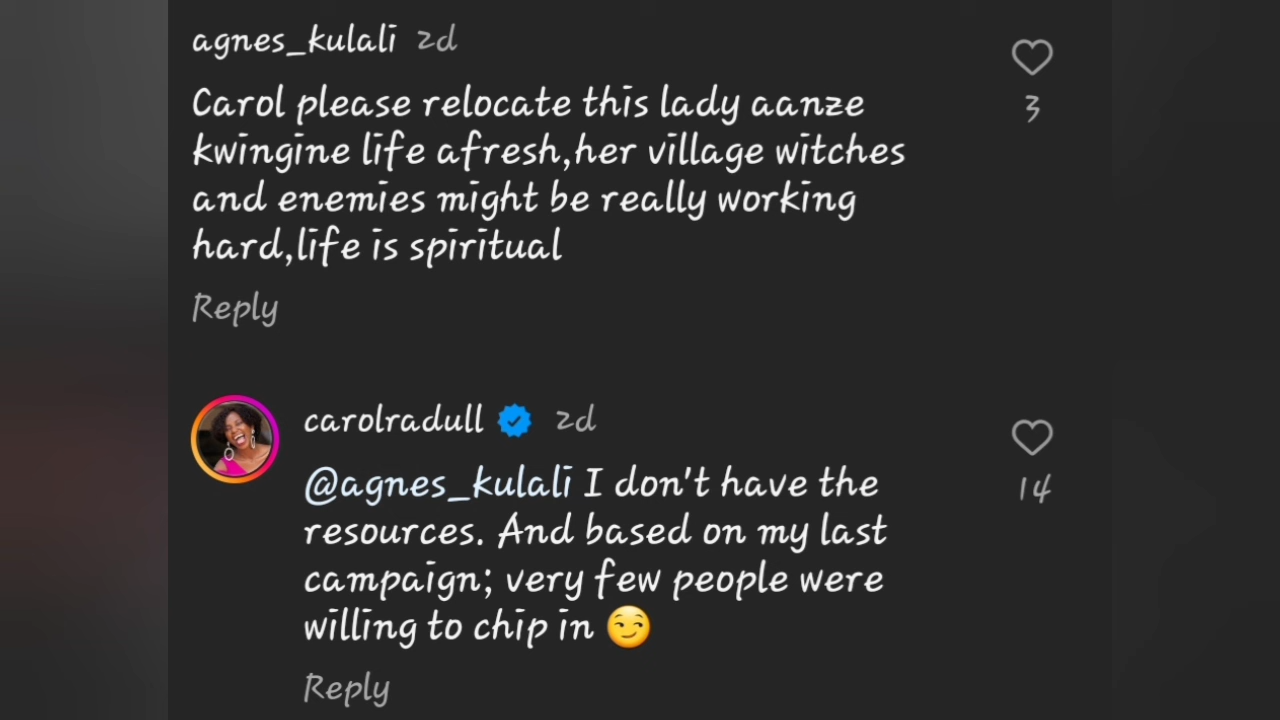 agnes_kulali 2d
Carol please relocate this lady aanze
kwingine life afresh,her village witches
and enemies might be really working
hard,life is spiritual
3
Reply
carolradull 2d
@agnes_kulali I don't have the
resources. And based on my last
campaign; very few people were
willing to chip in 😏
14
Reply